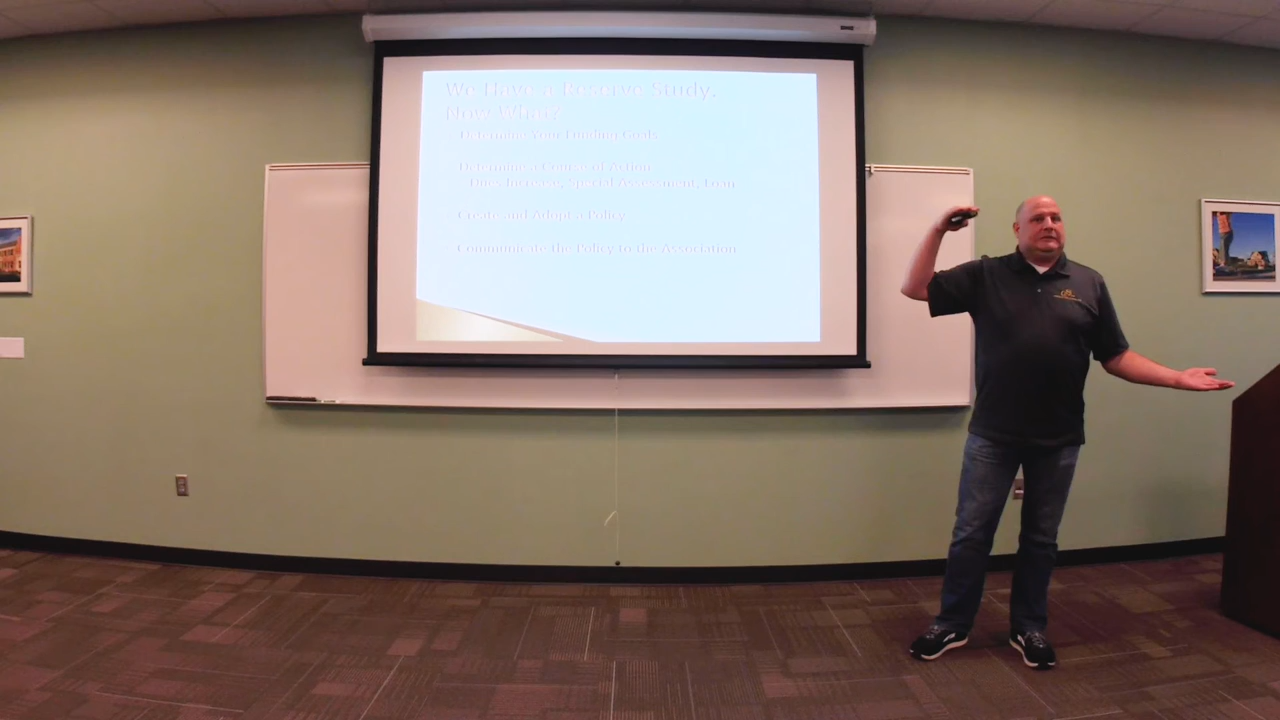 We Have a Reserve Study,
Now What?
Determine Your Funding Goals
Determine a Course of Action
Dues Increase, Special Assessment, Loan
Create and Adopt a Policy
Communicate the Policy to the Association